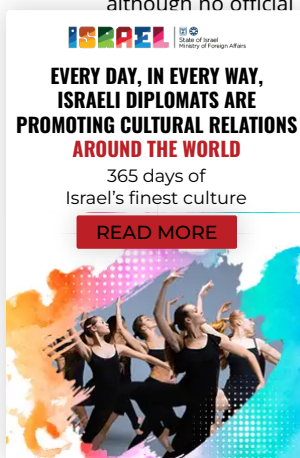 although no official
ISRAEL
State of Israel
Ministry of Foreign Affairs
EVERY DAY, IN EVERY WAY,
ISRAELI DIPLOMATS ARE
PROMOTING CULTURAL RELATIONS
AROUND THE WORLD
365 days of
Israel's finest culture
READ MORE